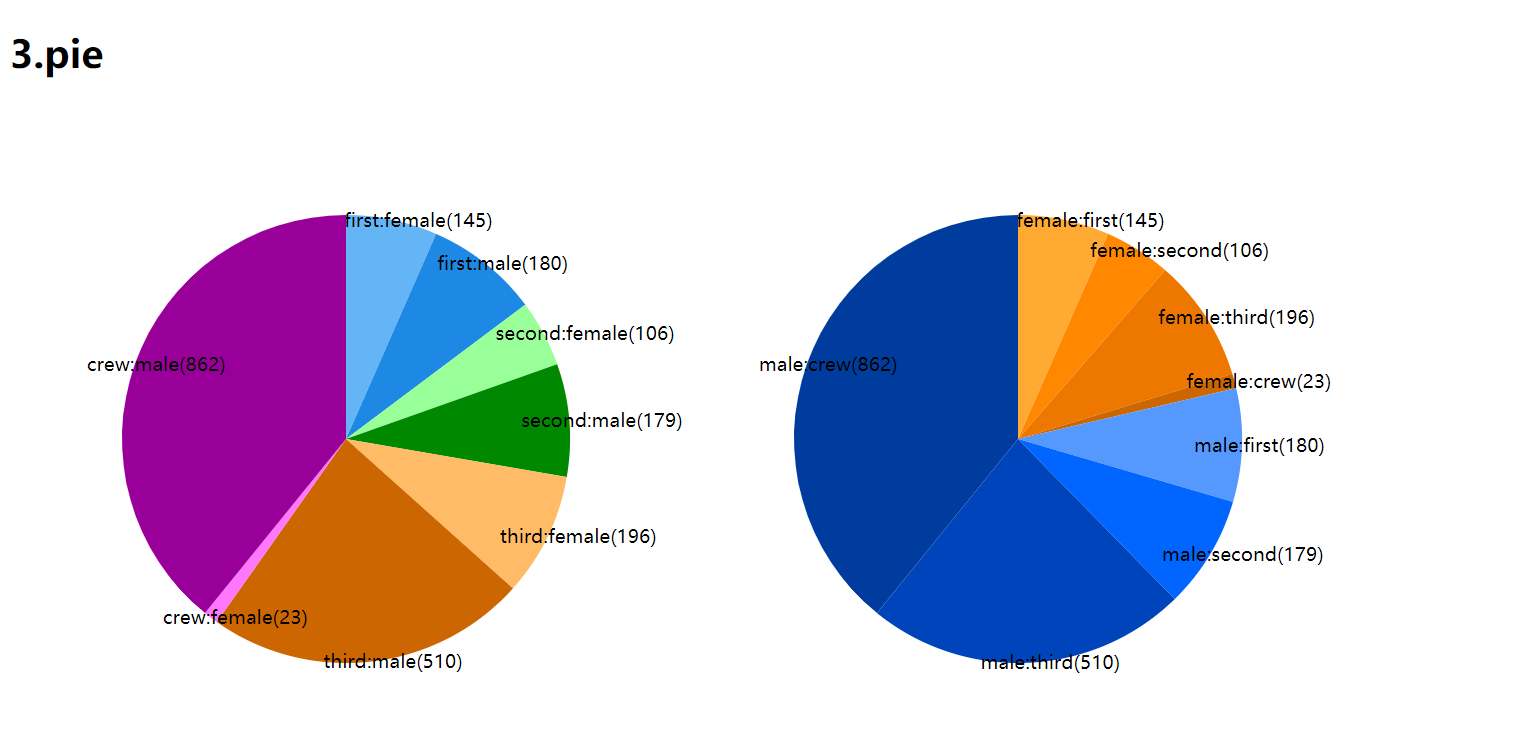 3.pie
first:female(145)
first:male(180)
second:female(106)
crew:male(862)
second:male(179)
third:female(196)
crew:female(23)
third:male(510)
female:first(145)
female:second(106)
female:third(196)
male:crew(862)
female:crew(23)
male:first(180)
male:second(179)
male:third(510)